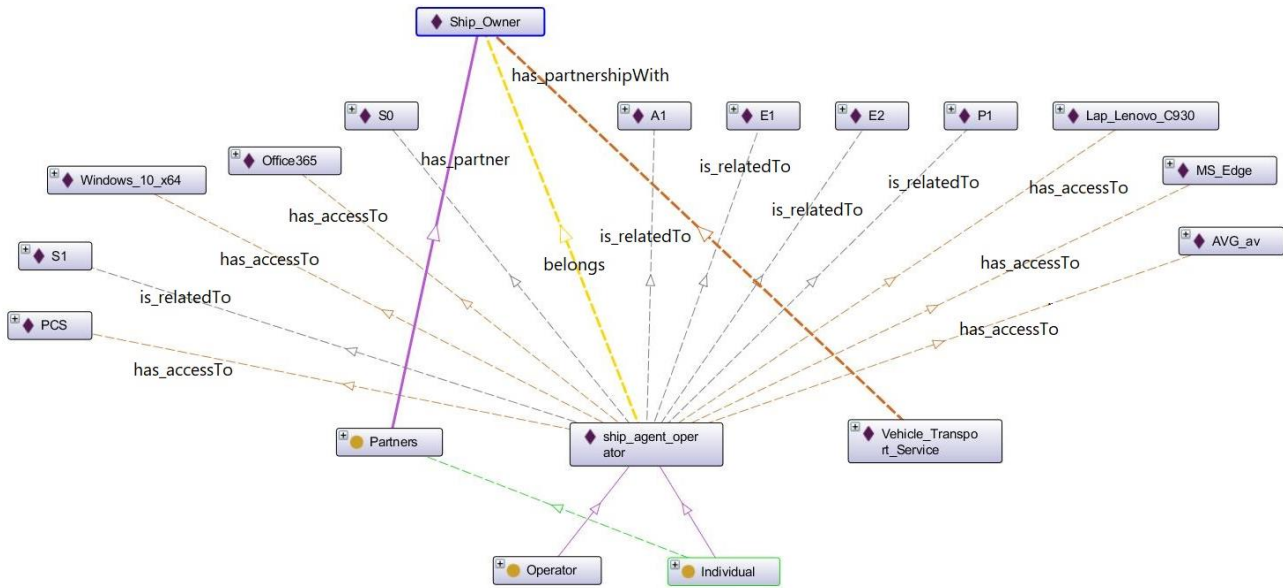 Ship_Owner
has_partnershipWith
S0
A1
E1
E2
P1
Lap_Lenovo_C930
Office365
has_partner
is_relatedTo
Windows_10_x64
is_relatedTo
has_accessTo
MS_Edge
has_accessTo
is_relatedTo
S1
has_accessTo
belongs
is_relatedTo
has_accessTo
AVG_av
is_relatedTo
PCS
has_accessTo
has_accessTo
Partners
ship_agent_oper
ator
Vehicle_Transpo
rt_Service
Operator
Individual